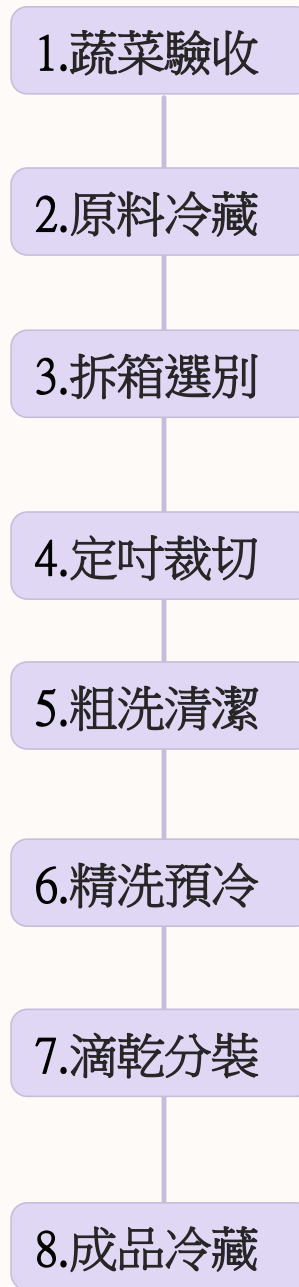 1.蔬菜驗收
2.原料冷藏
3.拆箱選別
4.定吋裁切
5.粗洗清潔
6.精洗預冷
7.滴乾分裝
8.成品冷藏